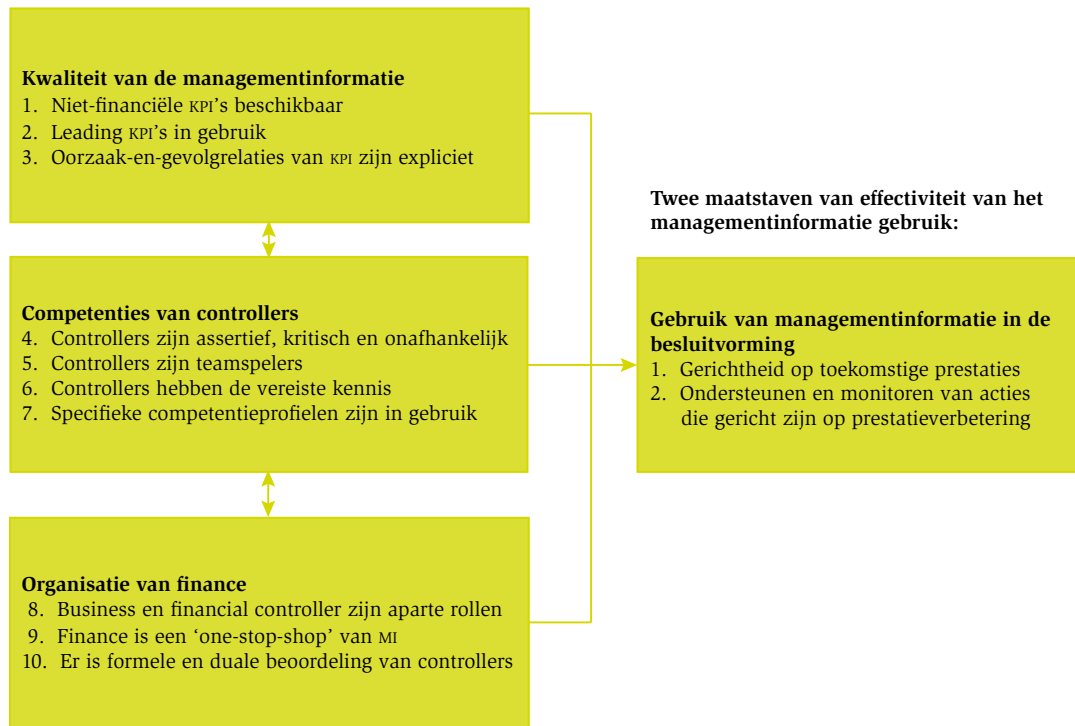 Kwaliteit van de managementinformatie
1. Niet-financiële KPI's beschikbaar
2. Leading KPI's in gebruik
3. Oorzaak-en-gevolgrelaties van KPI zijn expliciet
Competenties van controllers
4. Controllers zijn assertief, kritisch en onafhankelijk
5. Controllers zijn teamspelers
6. Controllers hebben de vereiste kennis
7. Specifieke competentieprofielen zijn in gebruik
Organisatie van finance
8. Business en financial controller zijn aparte rollen
9. Finance is een ‘one-stop-shop’ van MI
10. Er is formele en duale beoordeling van controllers
Twee maatstaven van effectiviteit van het
managementinformatie gebruik:
Gebruik van managementinformatie in de
besluitvorming
1. Gerichtheid op toekomstige prestaties
2. Ondersteunen en monitoren van acties
die gericht zijn op prestatieverbetering